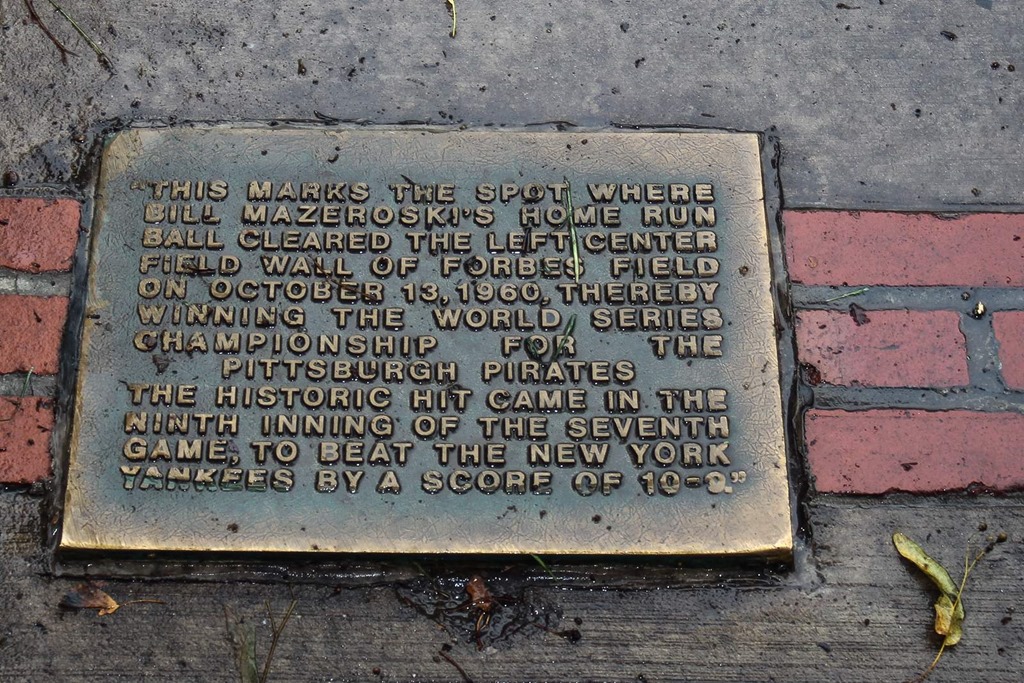 "THIS MARKS THE SPOT WHERE
BILL MAZEROSKI'S HOME RUN
BALL CLEARED THE LEFT CENTER
FIELD WALL OF FORBES FIELD
ON OCTOBER 13, 1960, THEREBY
WINNING THE WORLD SERIES
CHAMPIONSHIP FOR THE
PITTSBURGH PIRATES
THE HISTORIC HIT CAME IN THE
NINTH INNING OF THE SEVENTH
GAME, TO BEAT THE NEW YORK
YANKEES BY A SCORE OF 10-9."